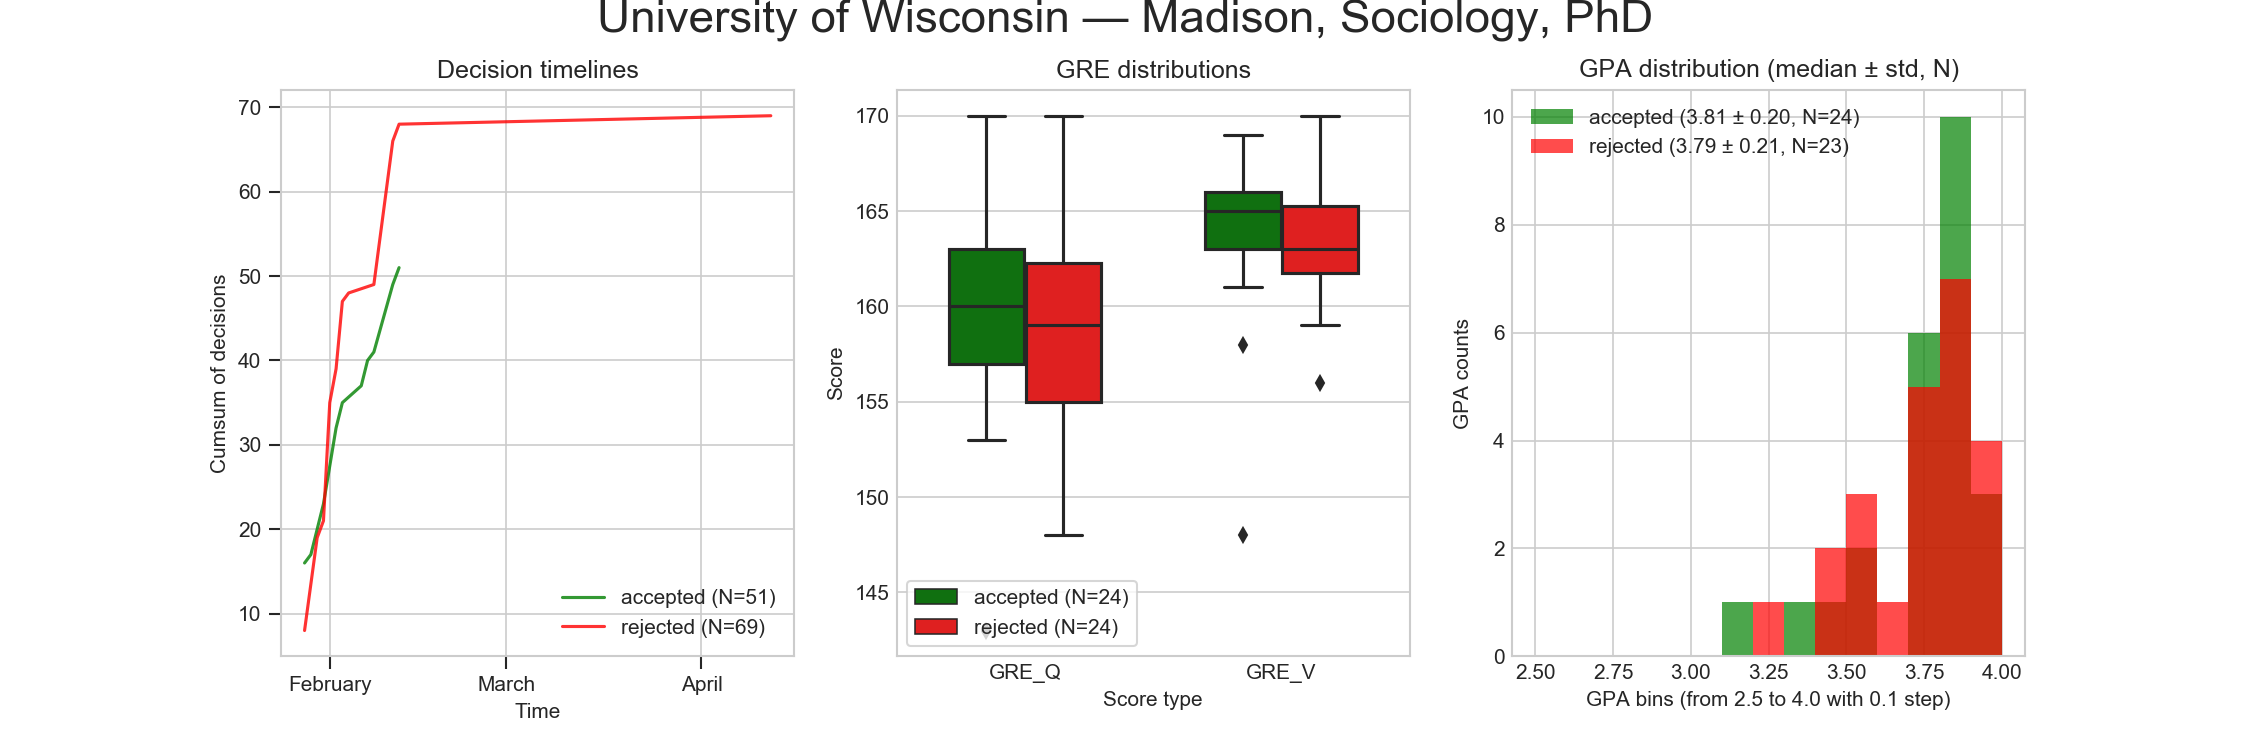 University of Wisconsin — Madison, Sociology, PhD
Decision timelines
70
60
50
40
30
20
10
Cumsum of decisions
accepted (N=51)
rejected (N=69)
February March April
Time
GRE distributions
170
165
160
155
150
145
Score
accepted (N=24)
rejected (N=24)
GRE_Q GRE_V
Score type
GPA distribution (median ± std, N)
10
8
6
4
2
0
GPA counts
accepted (3.81 ± 0.20, N=24)
rejected (3.79 ± 0.21, N=23)
2.50 2.75 3.00 3.25 3.50 3.75 4.00
GPA bins (from 2.5 to 4.0 with 0.1 step)